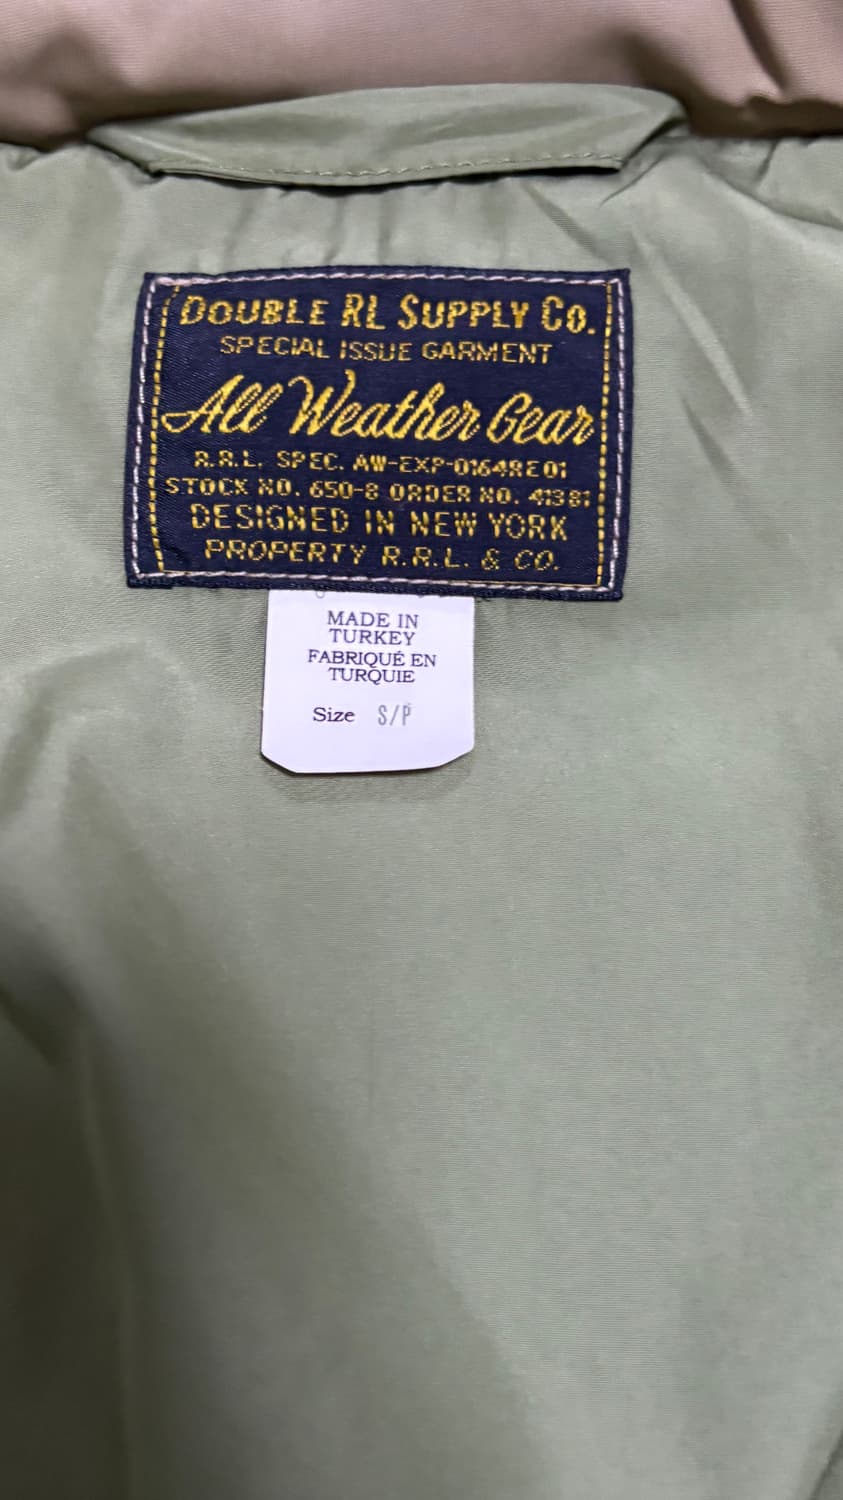 DOUBLE RL SUPPLY CO.
SPECIAL ISSUE GARMENT
All Weather Gear
R.R.L. SPEC. AW-EXP-01648RE01
STOCK NO. 650-8 ORDER NO. 41381
DESIGNED IN NEW YORK
PROPERTY R.R.L. & CO.
MADE IN
TURKEY
FABRIQUÉ EN
TURQUIE
Size S/P